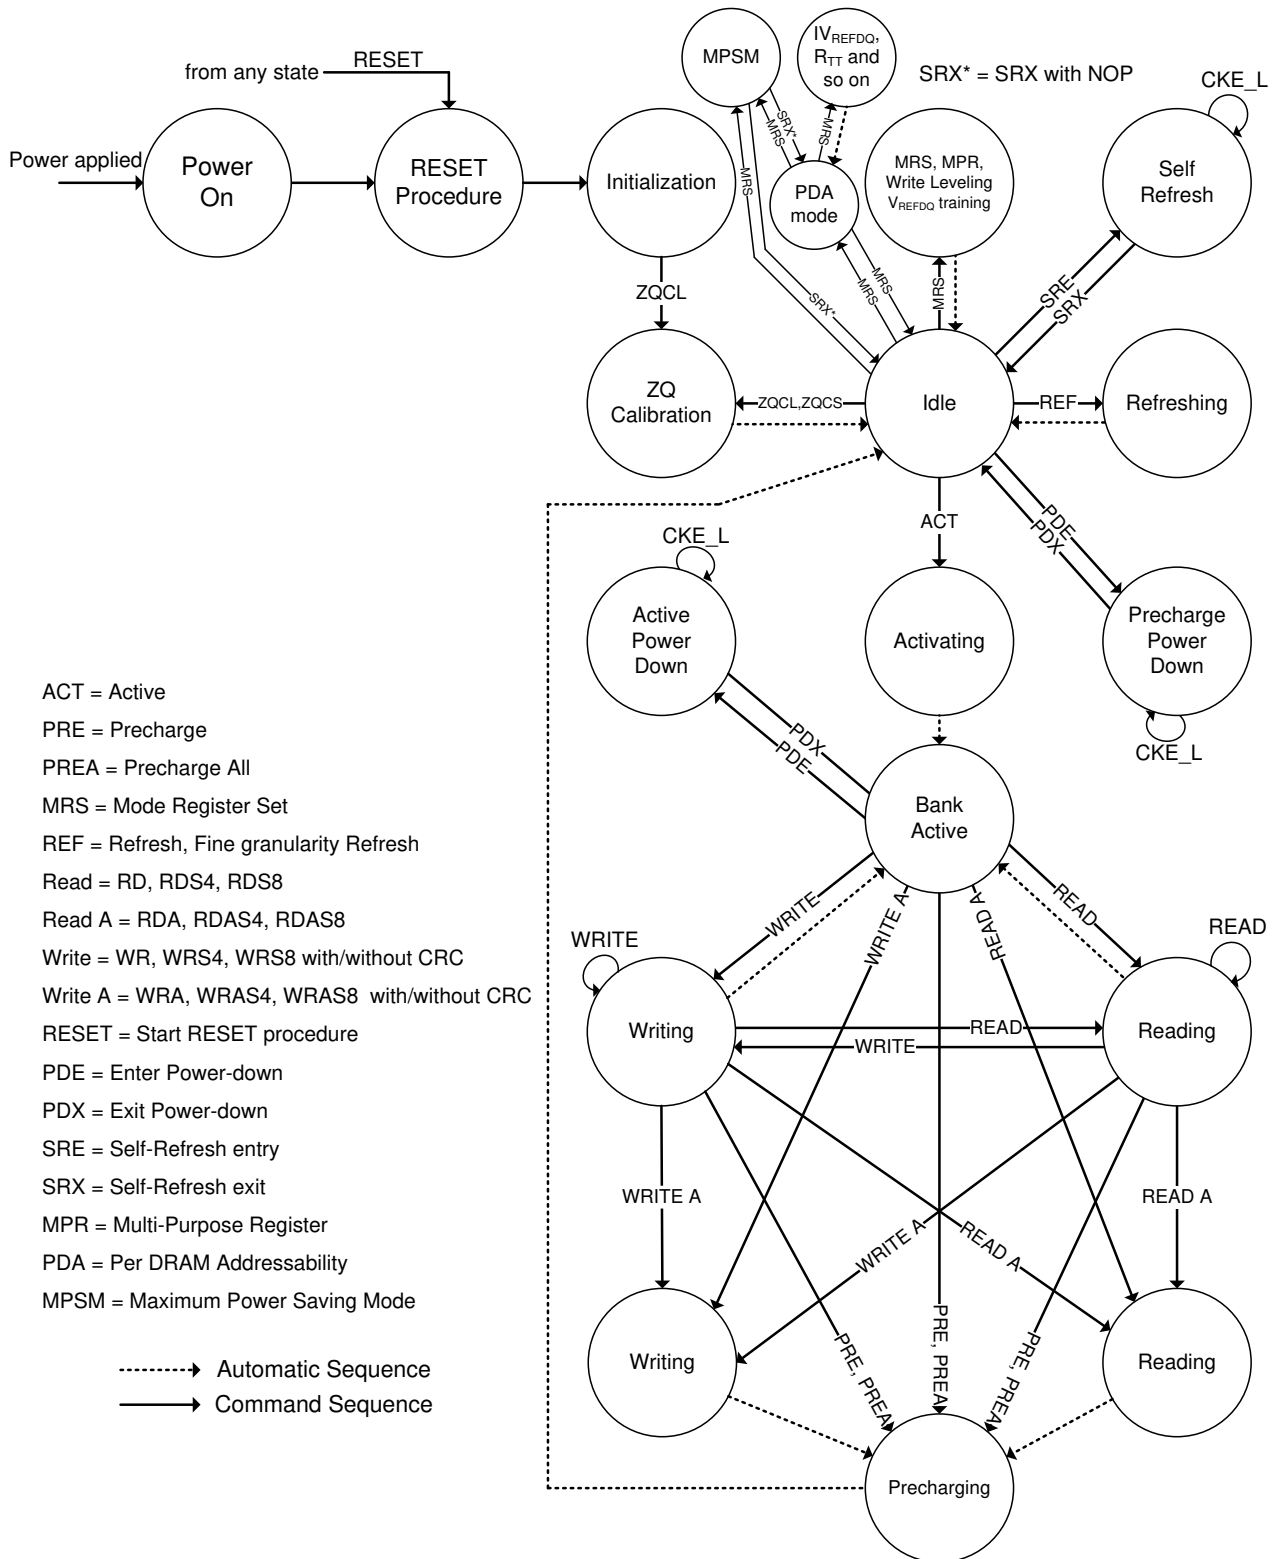 from any state
RESET
Power applied
Power
On
RESET
Procedure
Initialization
MPSM
IVREFDQ,
RTT and
so on
SRX* = SRX with NOP
CKE_L
MRS
SRX*
MRS
MRS
PDA
mode
MRS, MPR,
Write Leveling
VREFDQ training
Self
Refresh
ZQCL
SRX*
MRS
MRS
MRS
SRE
SRX
ZQ
Calibration
ZQCL,ZQCS
Idle
REF
Refreshing
ACT
PDE
PDX
CKE_L
Active
Power
Down
Activating
Precharge
Power
Down
CKE_L
PDX
PDE
Bank
Active
ACT = Active
PRE = Precharge
PREA = Precharge All
MRS = Mode Register Set
REF = Refresh, Fine granularity Refresh
Read = RD, RDS4, RDS8
Read A = RDA, RDAS4, RDAS8
Write = WR, WRS4, WRS8 with/without CRC
Write A = WRA, WRAS4, WRAS8 with/without CRC
RESET = Start RESET procedure
PDE = Enter Power-down
PDX = Exit Power-down
SRE = Self-Refresh entry
SRX = Self-Refresh exit
MPR = Multi-Purpose Register
PDA = Per DRAM Addressability
MPSM = Maximum Power Saving Mode
Automatic Sequence
Command Sequence
WRITE
WRITE A
READ A
READ
WRITE
READ
Writing
READ
WRITE
Reading
WRITE A
READ A
WRITE A
READ A
Writing
PRE, PREA
PRE, PREA
PRE, PREA
Reading
Precharging